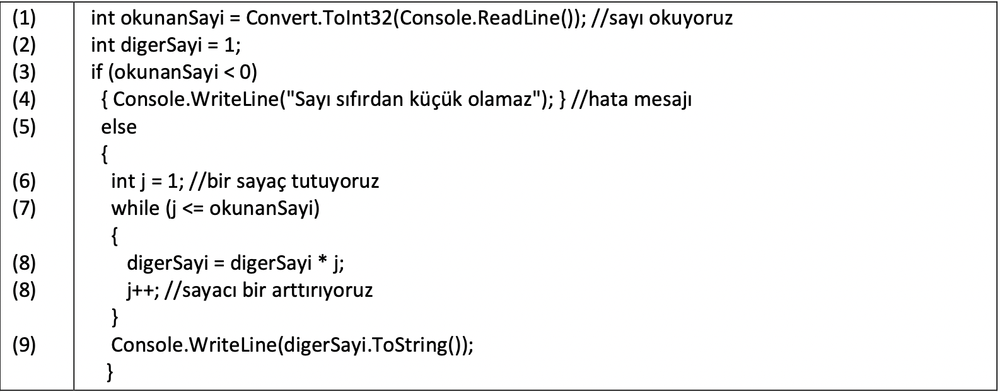 (1) int okunanSayi = Convert.ToInt32(Console.ReadLine()); //sayı okuyoruz
(2) int digerSayi = 1;
(3) if (okunanSayi < 0)
(4) { Console.WriteLine("Sayı sıfırdan küçük olamaz"); } //hata mesajı
(5) else
{
(6) int j = 1; //bir sayaç tutuyoruz
(7) while (j <= okunanSayi)
{
(8) digerSayi = digerSayi * j;
(8) j++; //sayacı bir arttırıyoruz
}
(9) Console.WriteLine(digerSayi.ToString());
}